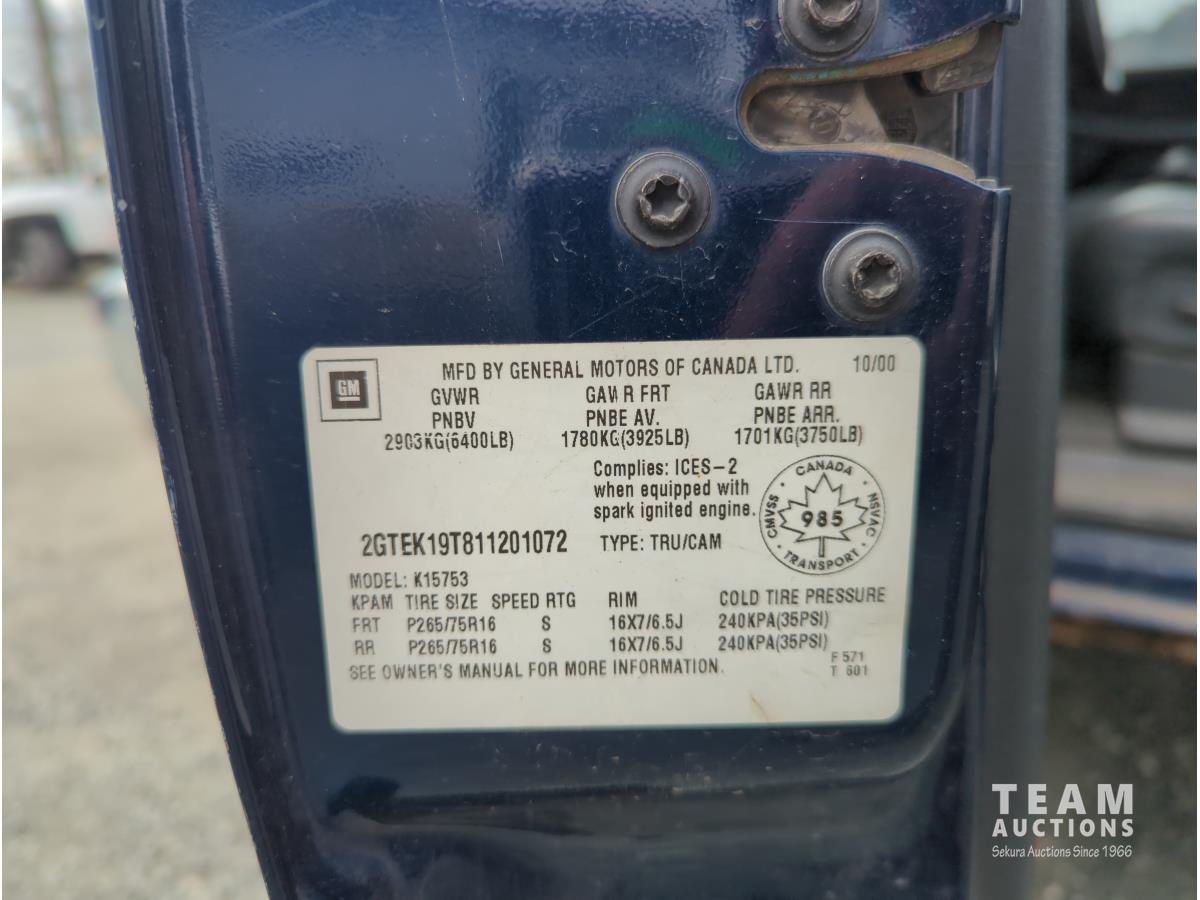 GM
MFD BY GENERAL MOTORS OF CANADA LTD. 10/00
GVWR GAWR FRT GAWR RR
PNBV PNBE AV. PNBE ARR.
2903KG(6400LB) 1780KG(3925LB) 1701KG(3750LB)
Complies: ICES-2
when equipped with
spark ignited engine.
CANADA
CMVSS 985 NSVAC
TRANSPORT
2GTEK19T811201072 TYPE: TRU/CAM
MODEL: K15753
KPAM TIRE SIZE SPEED RTG RIM COLD TIRE PRESSURE
FRT P265/75R16 S 16X7/6.5J 240KPA(35PSI)
RR P265/75R16 S 16X7/6.5J 240KPA(35PSI)
SEE OWNER'S MANUAL FOR MORE INFORMATION.
F 571
T 601
TEAM
AUCTIONS
Sekura Auctions Since 1966